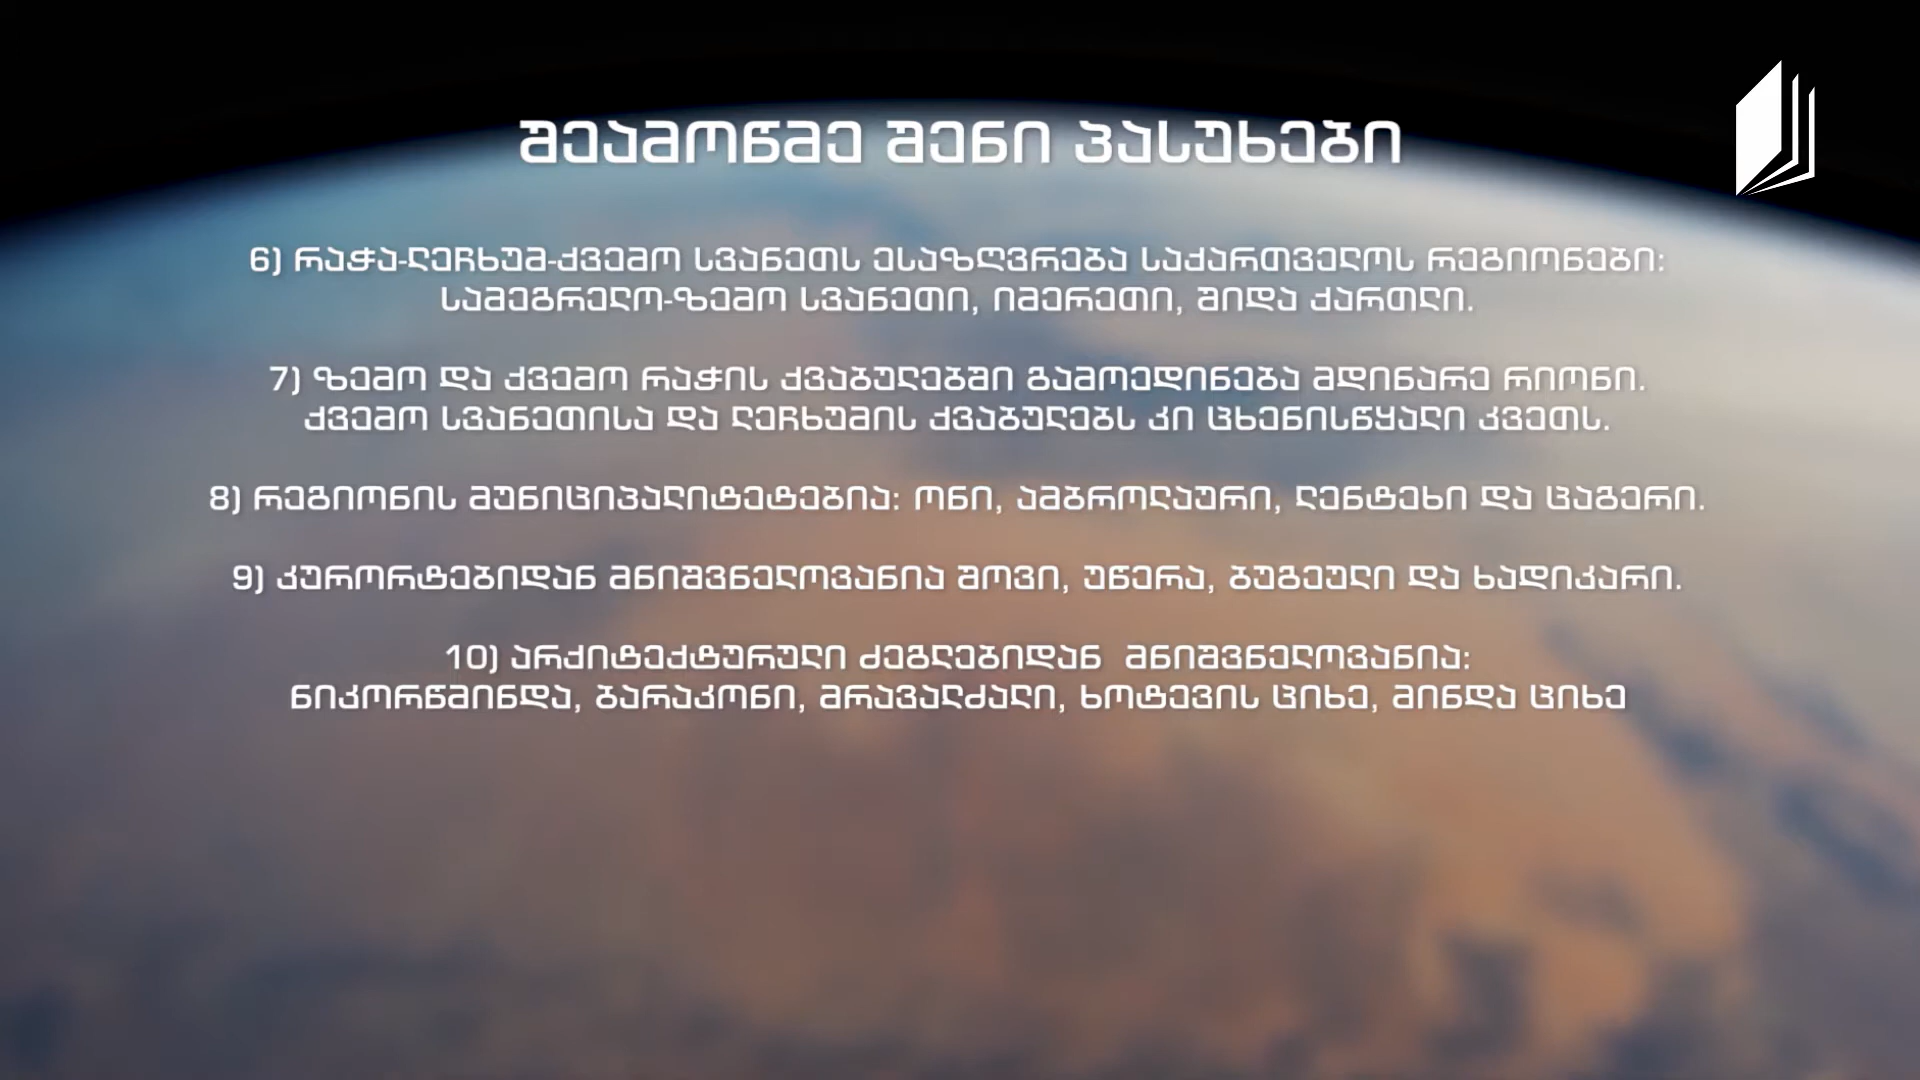 შეამოწმე შენი პასუხები
6) რაჭა-ლეჩხუმ-ქვემო სვანეთს ესაზღვრება საქართველოს რეგიონები:
სამეგრელო-ზემო სვანეთი, იმერეთი, შიდა ქართლი.
7) ზემო და ქვემო რაჭის ქვაბულებში გამოედინება მდინარე რიონი.
ქვემო სვანეთისა და ლეჩხუმის ქვაბულებს კი ცხენისწყალი კვეთს.
8) რეგიონის მუნიციპალიტეტებია: ონი, ამბროლაური, ლენტეხი და ცაგერი.
9) კურორტებიდან მნიშვნელოვანია შოვი, უწერა, ბუგეული და ხადიკარი.
10) არქიტექტურული ძეგლებიდან მნიშვნელოვანია:
ნიკორწმინდა, ბარაკონი, მრავალძალი, ხოტევის ციხე, მინდა ციხე